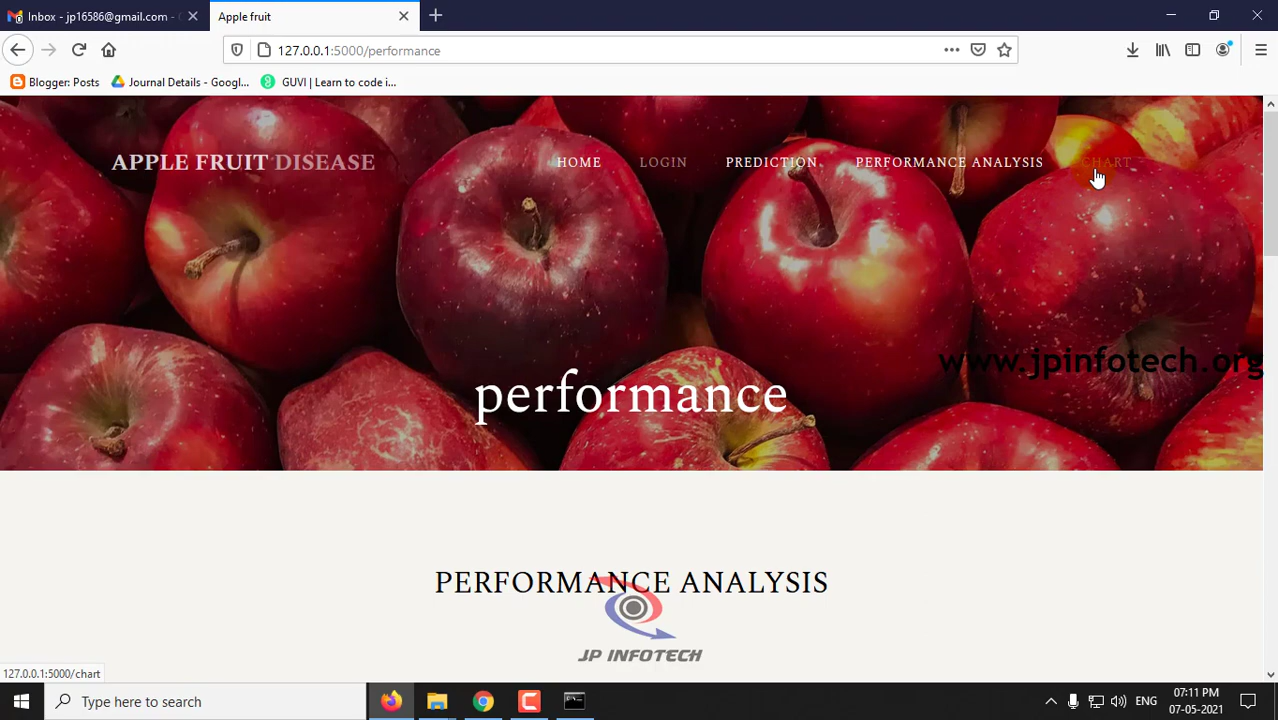 Inbox - jp16586@gmail.com -
Apple fruit
127.0.0.1:5000/performance
Blogger: Posts
Journal Details - Googl...
GUVI | Learn to code i...
APPLE FRUIT DISEASE
HOME
LOGIN
PREDICTION
PERFORMANCE ANALYSIS
CHART
www.jpinfotech.org
performance
PERFORMANCE ANALYSIS
JP INFOTECH
127.0.0.1:5000/chart
Type here to search
ENG
07:11 PM
07-05-2021